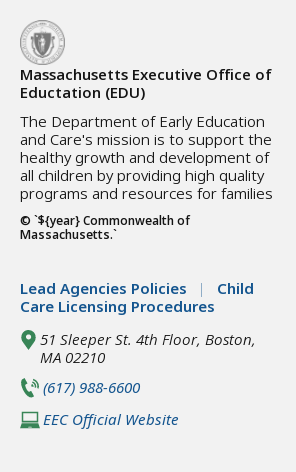 Massachusetts Executive Office of
Eductation (EDU)
The Department of Early Education
and Care's mission is to support the
healthy growth and development of
all children by providing high quality
programs and resources for families
© `${year} Commonwealth of
Massachusetts.`
Lead Agencies Policies | Child
Care Licensing Procedures
51 Sleeper St. 4th Floor, Boston,
MA 02210
(617) 988-6600
EEC Official Website